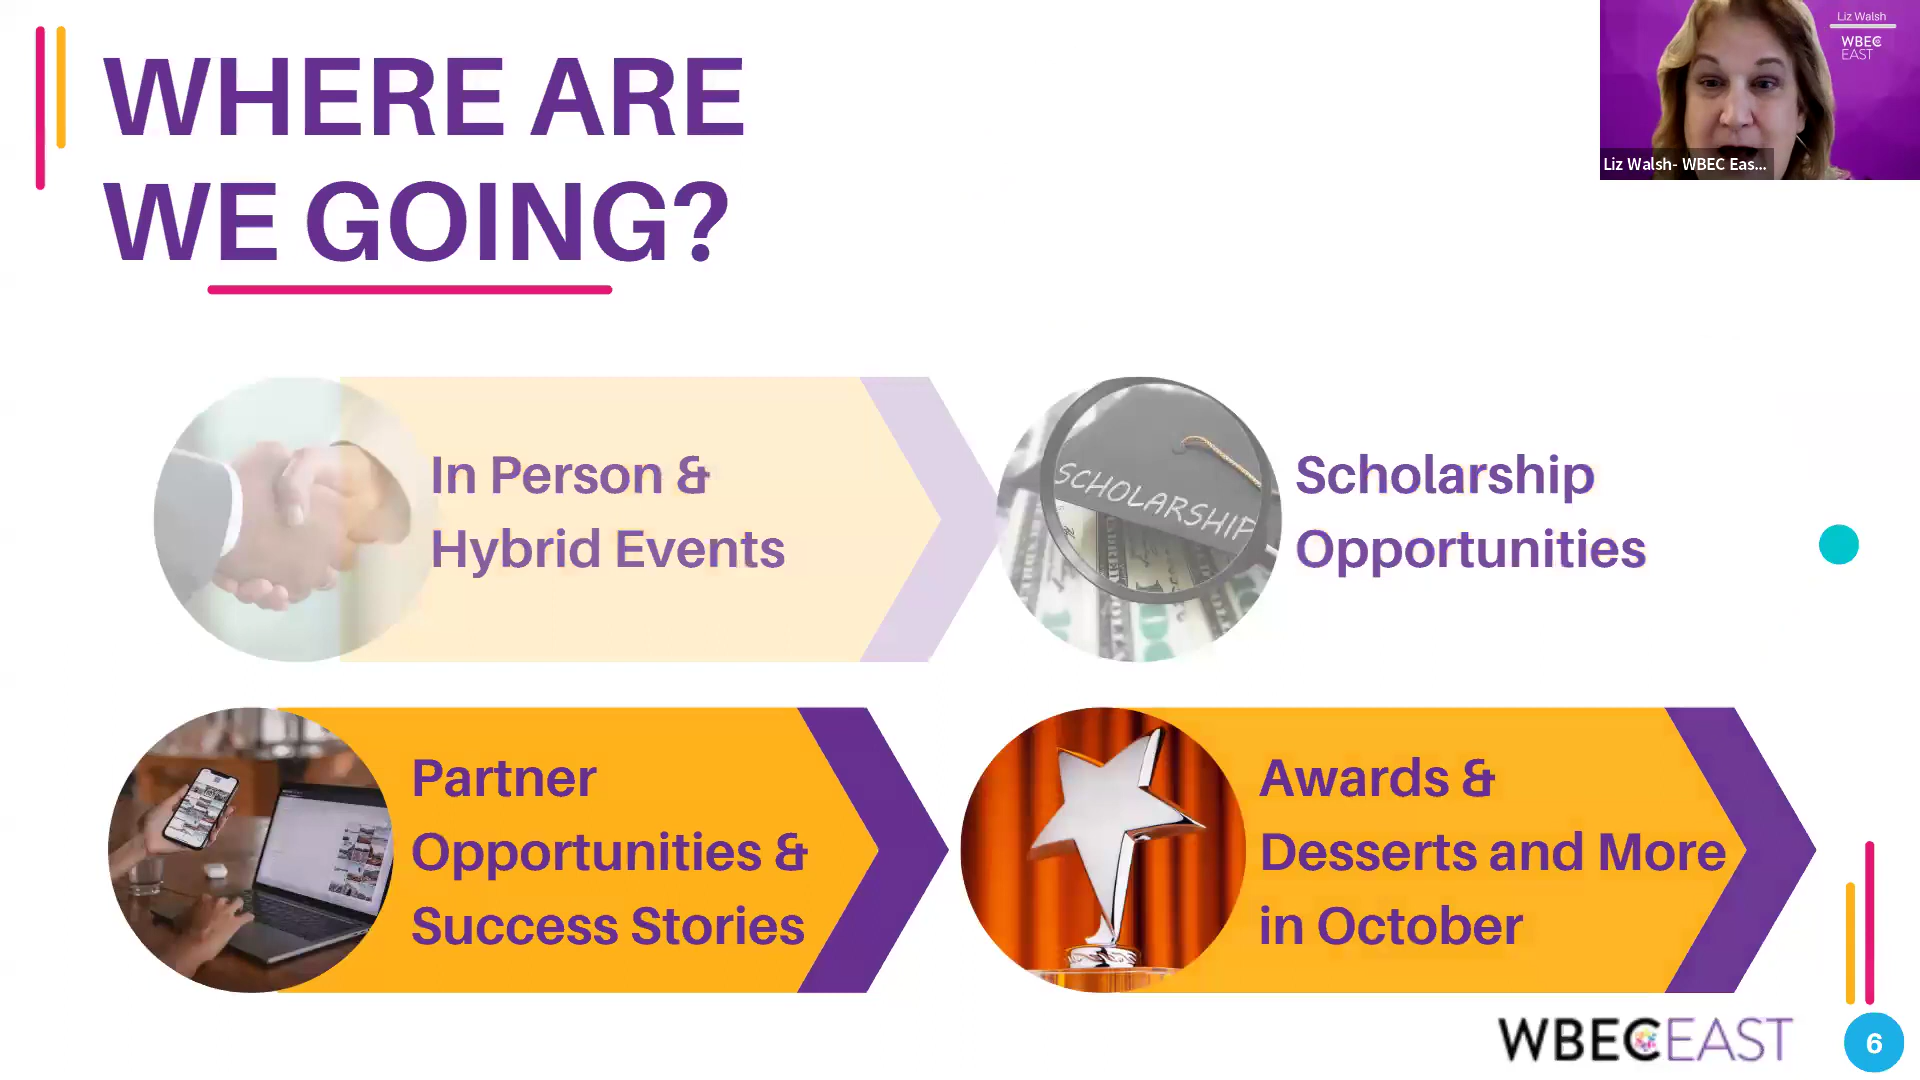 WHERE ARE
WE GOING?
Liz Walsh
WBEC
EAST
Liz Walsh- WBEC Eas...
In Person &
Hybrid Events
SCHOLARSHIP
Scholarship
Opportunities
Partner
Opportunities &
Success Stories
Awards &
Desserts and More
in October
WBECEAST
6